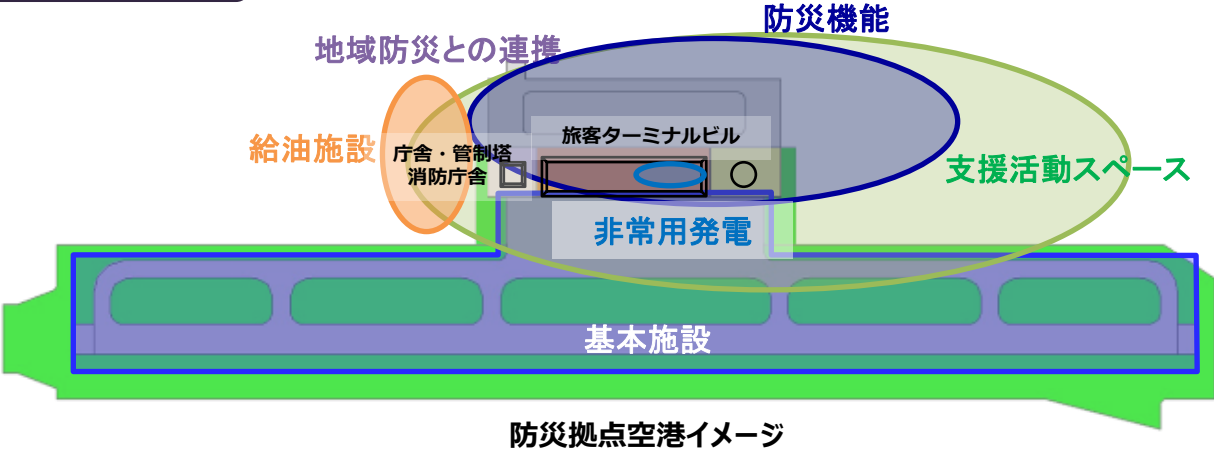 防災機能
地域防災との連携
旅客ターミナルビル
給油施設
庁舎・管制塔
消防庁舎
支援活動スペース
非常用発電
基本施設
防災拠点空港イメージ